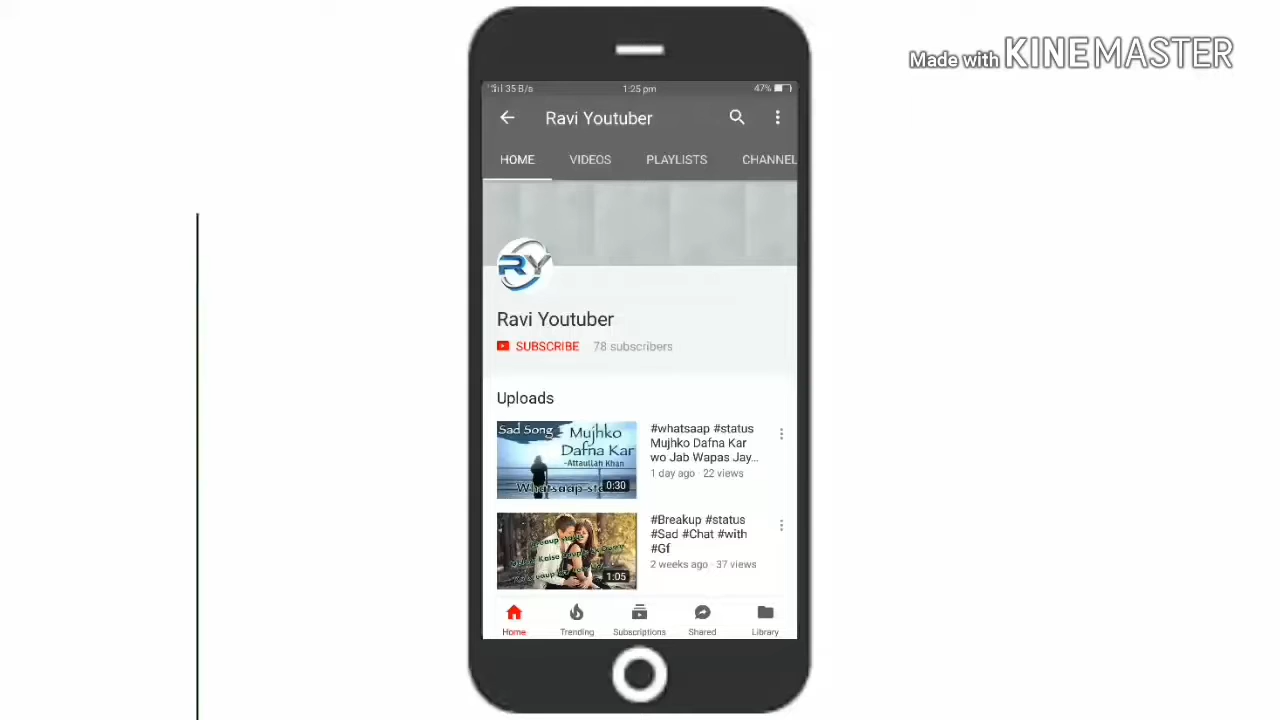 Made with KINEMASTER
35 B/s 1:25 pm 47%
Ravi Youtuber
HOME VIDEOS PLAYLISTS CHANNEL
RY
Ravi Youtuber
SUBSCRIBE 78 subscribers
Uploads
Sad Song
Mujhko
Dafna Kar
-Attaullah Khan
0:30
#whatsaap #status
Mujhko Dafna Kar
wo Jab Wapas Jay...
1 day ago · 22 views
1:05
#Breakup #status
#Sad #Chat #with
#Gf
2 weeks ago · 37 views
Home Trending Subscriptions Shared Library